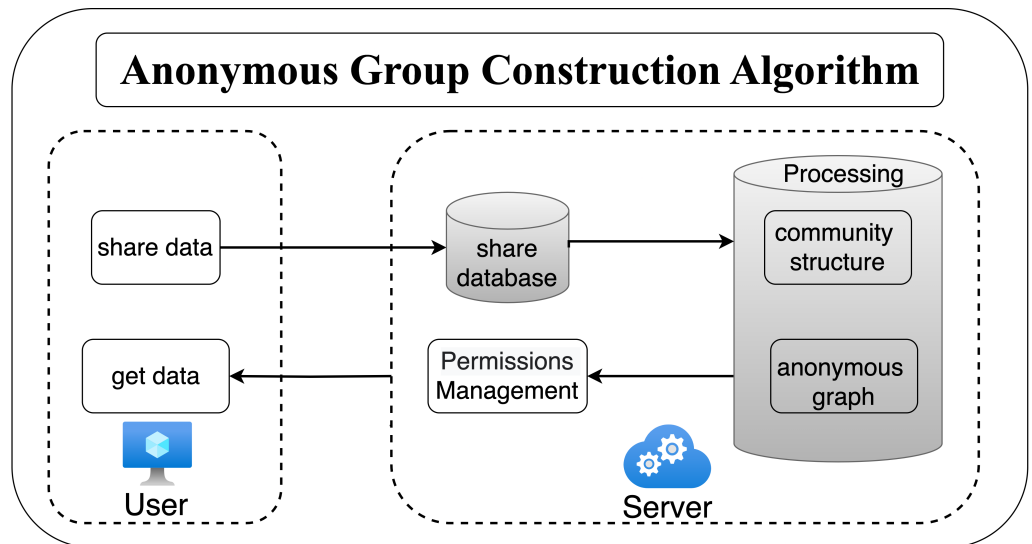 Anonymous Group Construction Algorithm
share data
share
database
Processing
community
structure
get data
Permissions
Management
anonymous
graph
User
Server